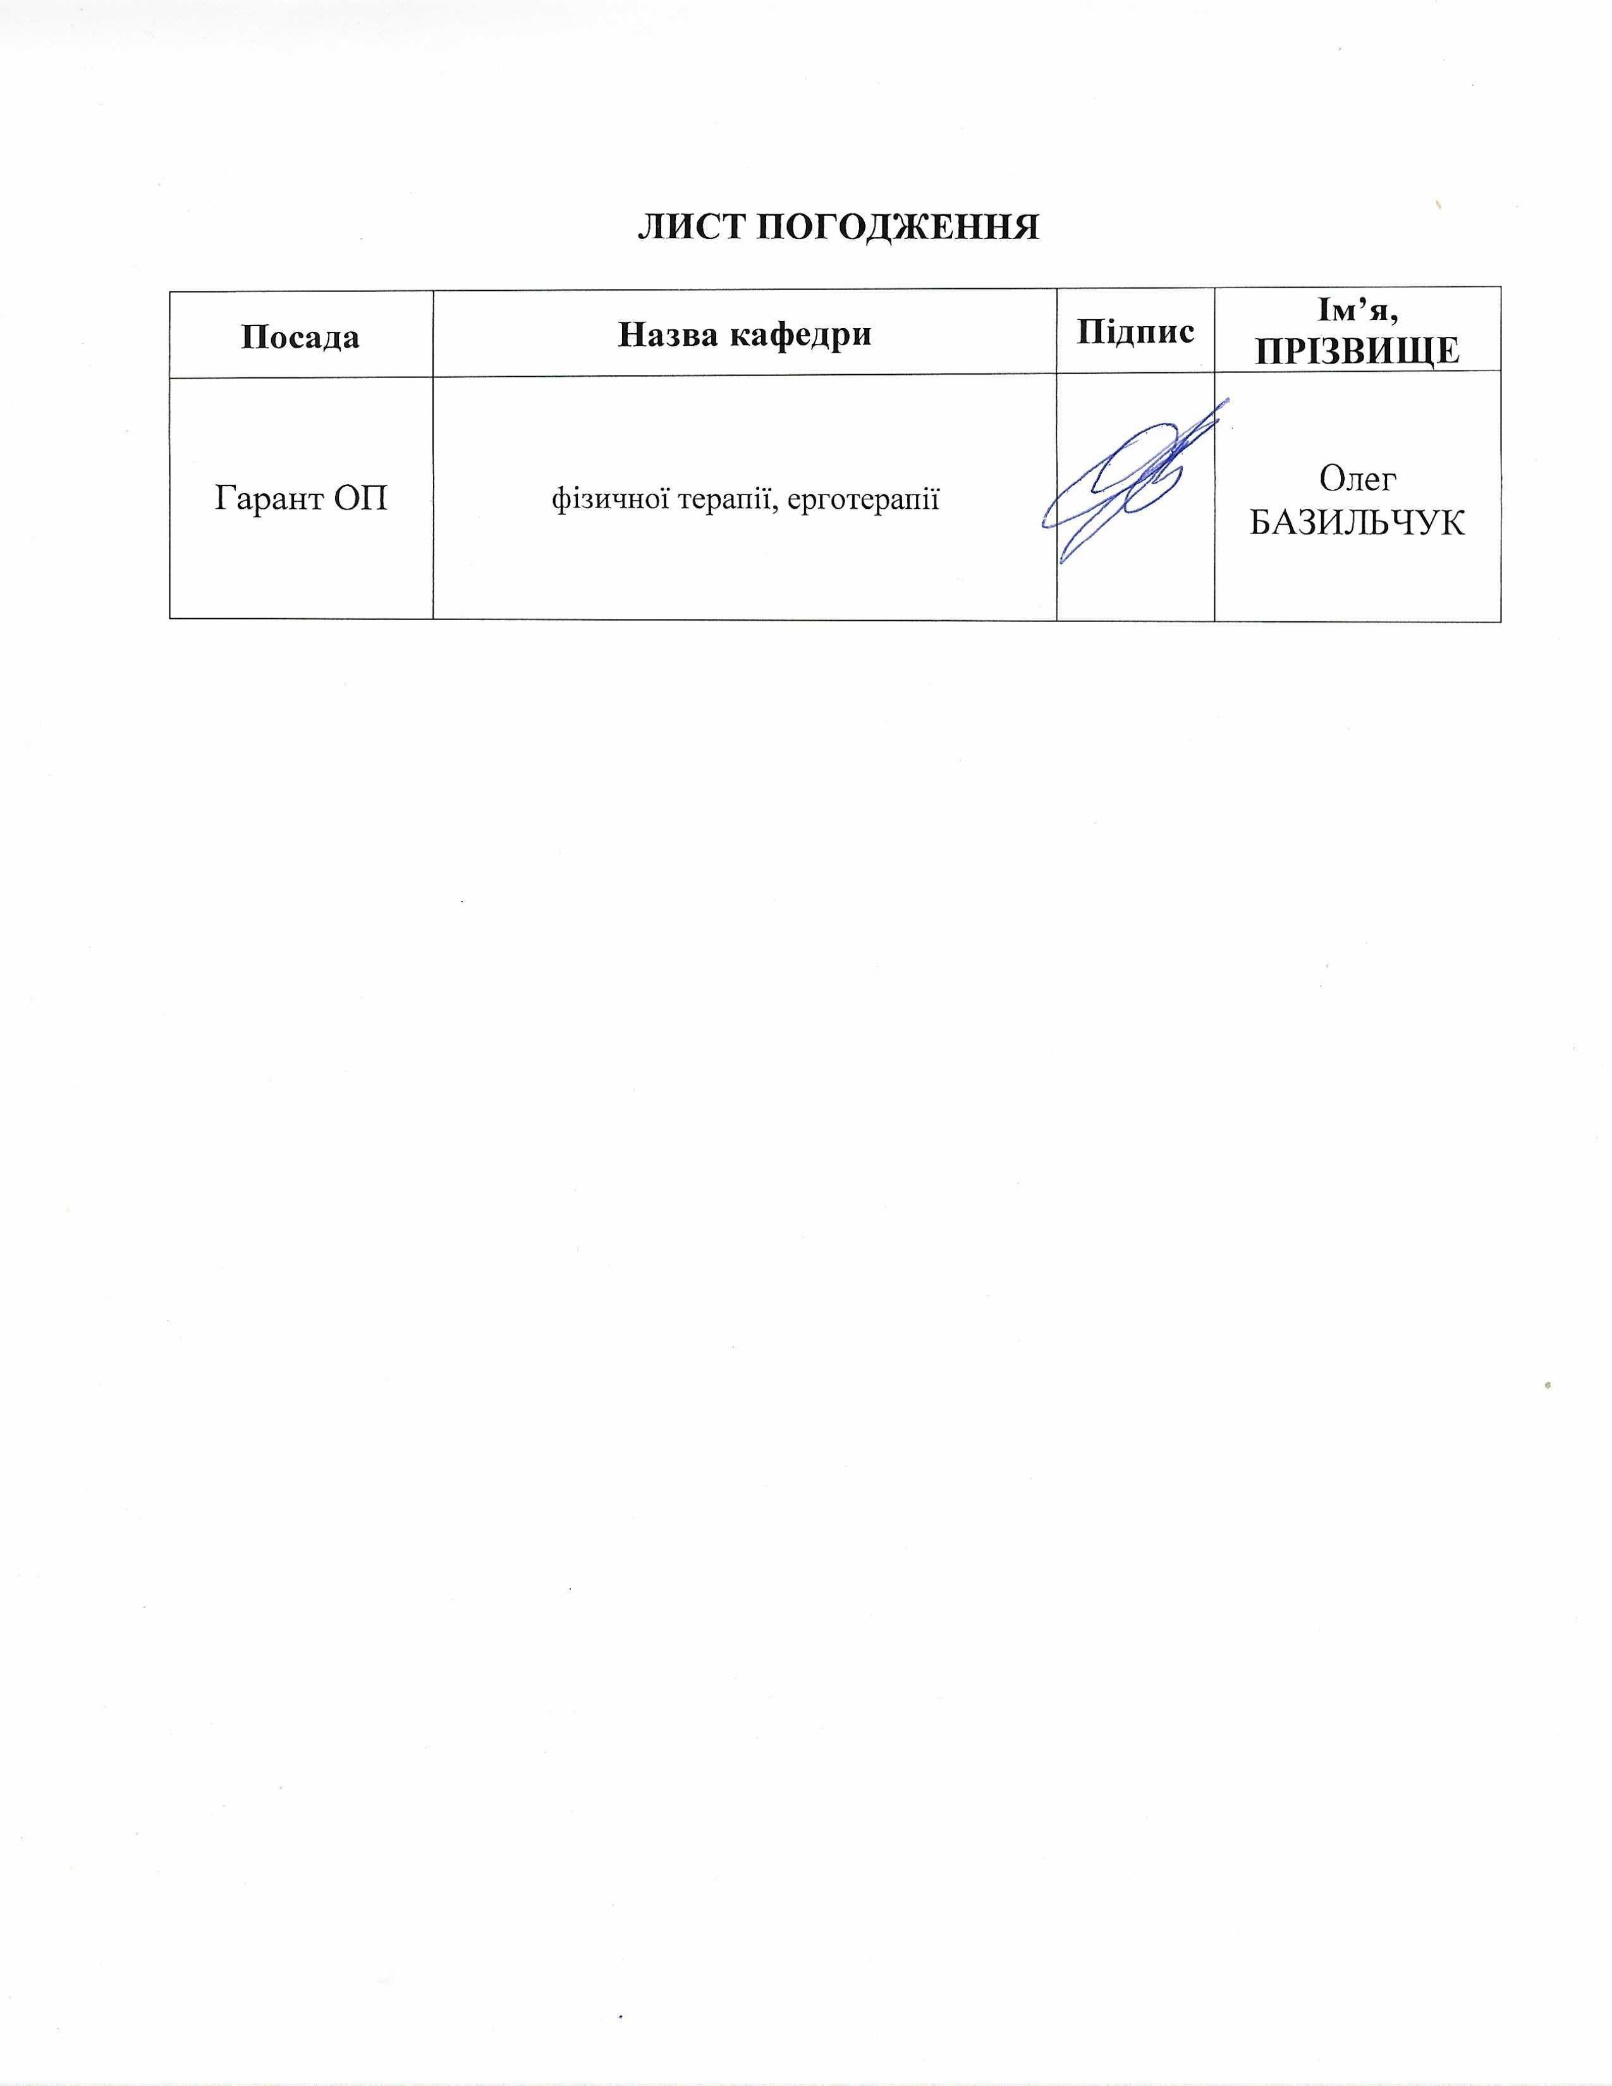 ЛИСТ ПОГОДЖЕННЯ
Посада
Назва кафедри
Підпис
Ім’я,
ПРІЗВИЩЕ
Гарант ОП
фізичної терапії, ерготерапії
Олег
БАЗИЛЬЧУК